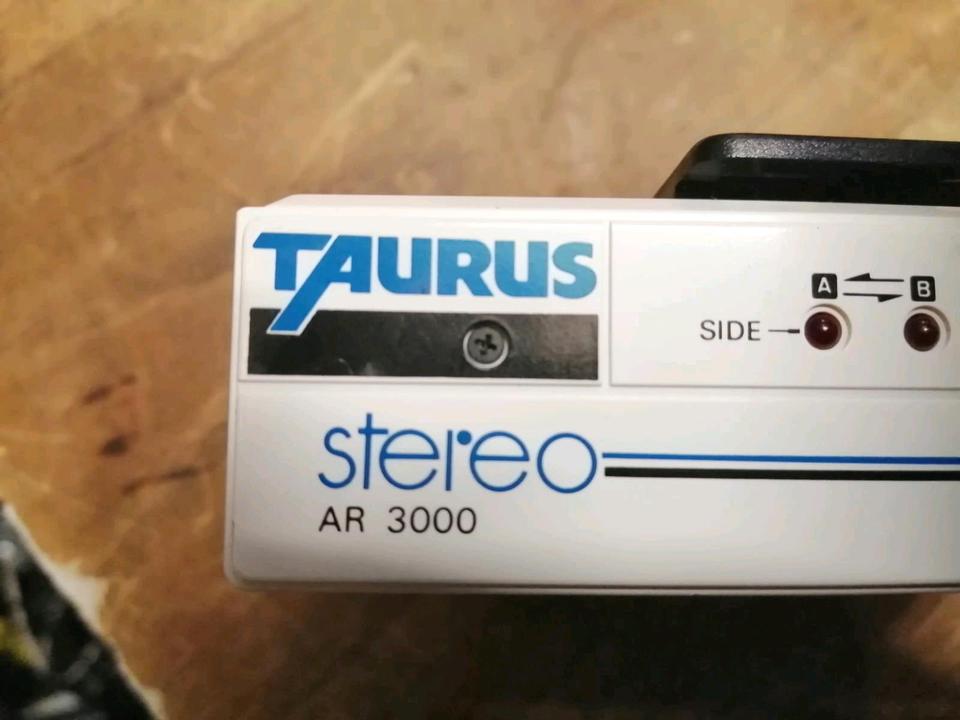 TAURUS
A B
SIDE
stereo
AR 3000